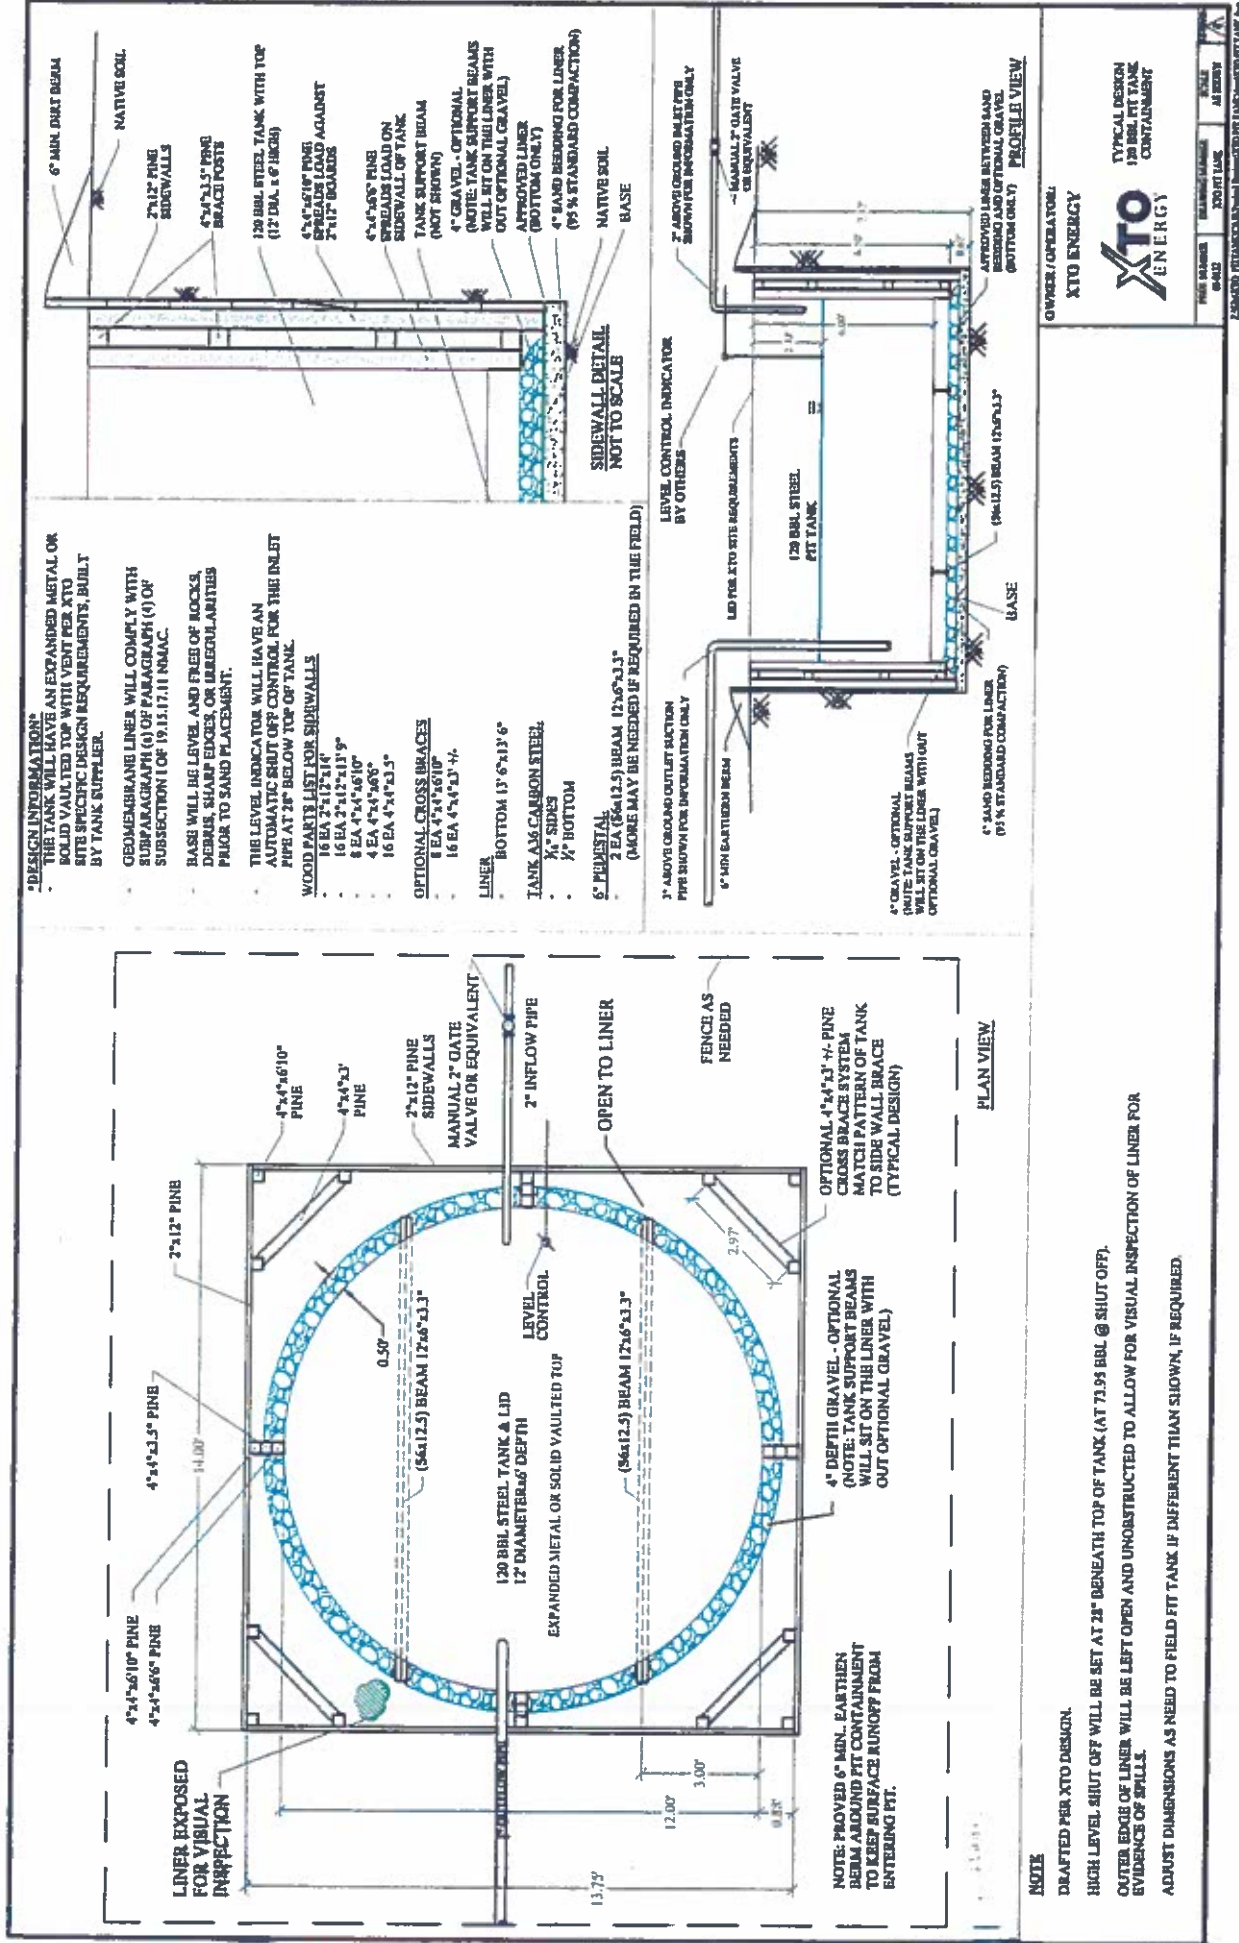 *DESIGN INFORMATION*
- THE TANK WILL HAVE AN EXPANDED METAL OR
SOLID VAULTED TOP WITH VENT PER XTO
SITE SPECIFIC DESIGN REQUIREMENTS, BUILT
BY TANK SUPPLIER.
- GEOMEMBRANE LINER WILL COMPLY WITH
SUBPARAGRAPH (a) OF PARAGRAPH (4) OF
SUBSECTION I OF 19.15.17.11 NMAC.
- BASE WILL BE LEVEL AND FREE OF ROCKS,
DEBRIS, SHARP EDGES, OR IRREGULARITIES
PRIOR TO SAND PLACEMENT.
- THE LEVEL INDICATOR WILL HAVE AN
AUTOMATIC SHUT OFF CONTROL FOR THE INLET
PIPE AT 28" BELOW TOP OF TANK.
WOOD PARTS LIST FOR SIDEWALLS
- 16 EA 2"x12"x14'
- 16 EA 2"x12"x13'9"
- 8 EA 4"x4"x6'10"
- 4 EA 4"x4"x6'6"
- 16 EA 4"x4"x3.5"
OPTIONAL CROSS BRACES
- 8 EA 4"x4"x6'10"
- 16 EA 4"x4"x3' +/-
LINER
- BOTTOM 13' 6"x13' 6"
TANK A36 CARBON STEEL
SIDES
BOTTOM
6" PEDESTAL
- 2 EA (S6x12.5) BEAM 12'x6"x3.3"
(MORE MAY BE NEEDED IF REQUIRED IN THE FIELD)
6" MIN. DIRT BERM
NATIVE SOIL
2"x12" PINE
SIDEWALLS
4"x4"x3.5" PINE
BRACE POSTS
120 BBL STEEL TANK WITH TOP
(12' DIA. x 6' HIGH)
4"x4"x6'10" PINE
SPREADS LOAD AGAINST
2"x12" BOARDS
4"x4"x6'6" PINE
SPREADS LOAD ON
SIDEWALL OF TANK
TANK SUPPORT BEAM
(NOT SHOWN)
4" GRAVEL - OPTIONAL
(NOTE: TANK SUPPORT BEAMS
WILL SIT ON THE LINER WITH
OUT OPTIONAL GRAVEL)
APPROVED LINER
(BOTTOM ONLY)
4" SAND BEDDING FOR LINER
(95 % STANDARD COMPACTION)
NATIVE SOIL
BASE
SIDEWALL DETAIL
NOT TO SCALE
4"x4"x6'10" PINE
4"x4"x6'6" PINE
4"x4"x3.5" PINE
2"x12" PINE
4"x4"x6'10"
PINE
4"x4"x3'
PINE
2"x12" PINE
SIDEWALLS
MANUAL 2" GATE
VALVE OR EQUIVALENT
2" INFLOW PIPE
OPEN TO LINER
FENCE AS
NEEDED
LINER EXPOSED
FOR VISUAL
INSPECTION
14.00'
0.50'
(S6x12.5) BEAM 12'x6"x3.3"
120 BBL STEEL TANK & LID
12' DIAMETERx6' DEPTH
EXPANDED METAL OR SOLID VAULTED TOP
LEVEL
CONTROL
(S6x12.5) BEAM 12'x6"x3.3"
2.97'
13.75'
12.00'
3.00'
0.88'
OPTIONAL 4"x4"x3' +/- PINE
CROSS BRACE SYSTEM
MATCH PATTERN OF TANK
TO SIDE WALL BRACE
(TYPICAL DESIGN)
4" DEPTH GRAVEL - OPTIONAL
(NOTE: TANK SUPPORT BEAMS
WILL SIT ON THE LINER WITH
OUT OPTIONAL GRAVEL)
NOTE: PROVED 6" MIN. EARTHEN
BERM AROUND PIT CONTAINMENT
TO KEEP SURFACE RUNOFF FROM
ENTERING PIT.
PLAN VIEW
3" ABOVE GROUND OUTLET SUCTION
PIPE SHOWN FOR INFORMATION ONLY
6" MIN EARTHERN BERM
LEVEL CONTROL INDICATOR
BY OTHERS
LID PER XTO SITE REQUIREMENTS
120 BBL STEEL
PIT TANK
2" ABOVE GROUND INLET PIPE
SHOWN FOR INFORMATION ONLY
MANUAL 2" GATE VALVE
OR EQUIVALENT
6.00'
4" GRAVEL - OPTIONAL
(NOTE: TANK SUPPORT BEAMS
WILL SIT ON THE LINER WITH OUT
OPTIONAL GRAVEL)
4" SAND BEDDING FOR LINER
(95 % STANDARD COMPACTION)
BASE
(S6x12.5) BEAM 12'x6"x3.3"
APPROVED LINER BETWEEN SAND
BEDDING AND OPTIONAL GRAVEL
(BOTTOM ONLY)
PROFILE VIEW
NOTE
DRAFTED PER XTO DESIGN.
HIGH LEVEL SHUT OFF WILL BE SET AT 28" BENEATH TOP OF TANK (AT 73.95 BBL @ SHUT OFF).
OUTER EDGE OF LINER WILL BE LEFT OPEN AND UNOBSTRUCTED TO ALLOW FOR VISUAL INSPECTION OF LINER FOR
EVIDENCE OF SPILLS.
ADJUST DIMENSIONS AS NEED TO FIELD FIT TANK IF DIFFERENT THAN SHOWN, IF REQUIRED.
OWNER / OPERATOR:
XTO ENERGY
XTO
ENERGY
TYPICAL DESIGN
120 BBL PIT TANK
CONTAINMENT
SCALE